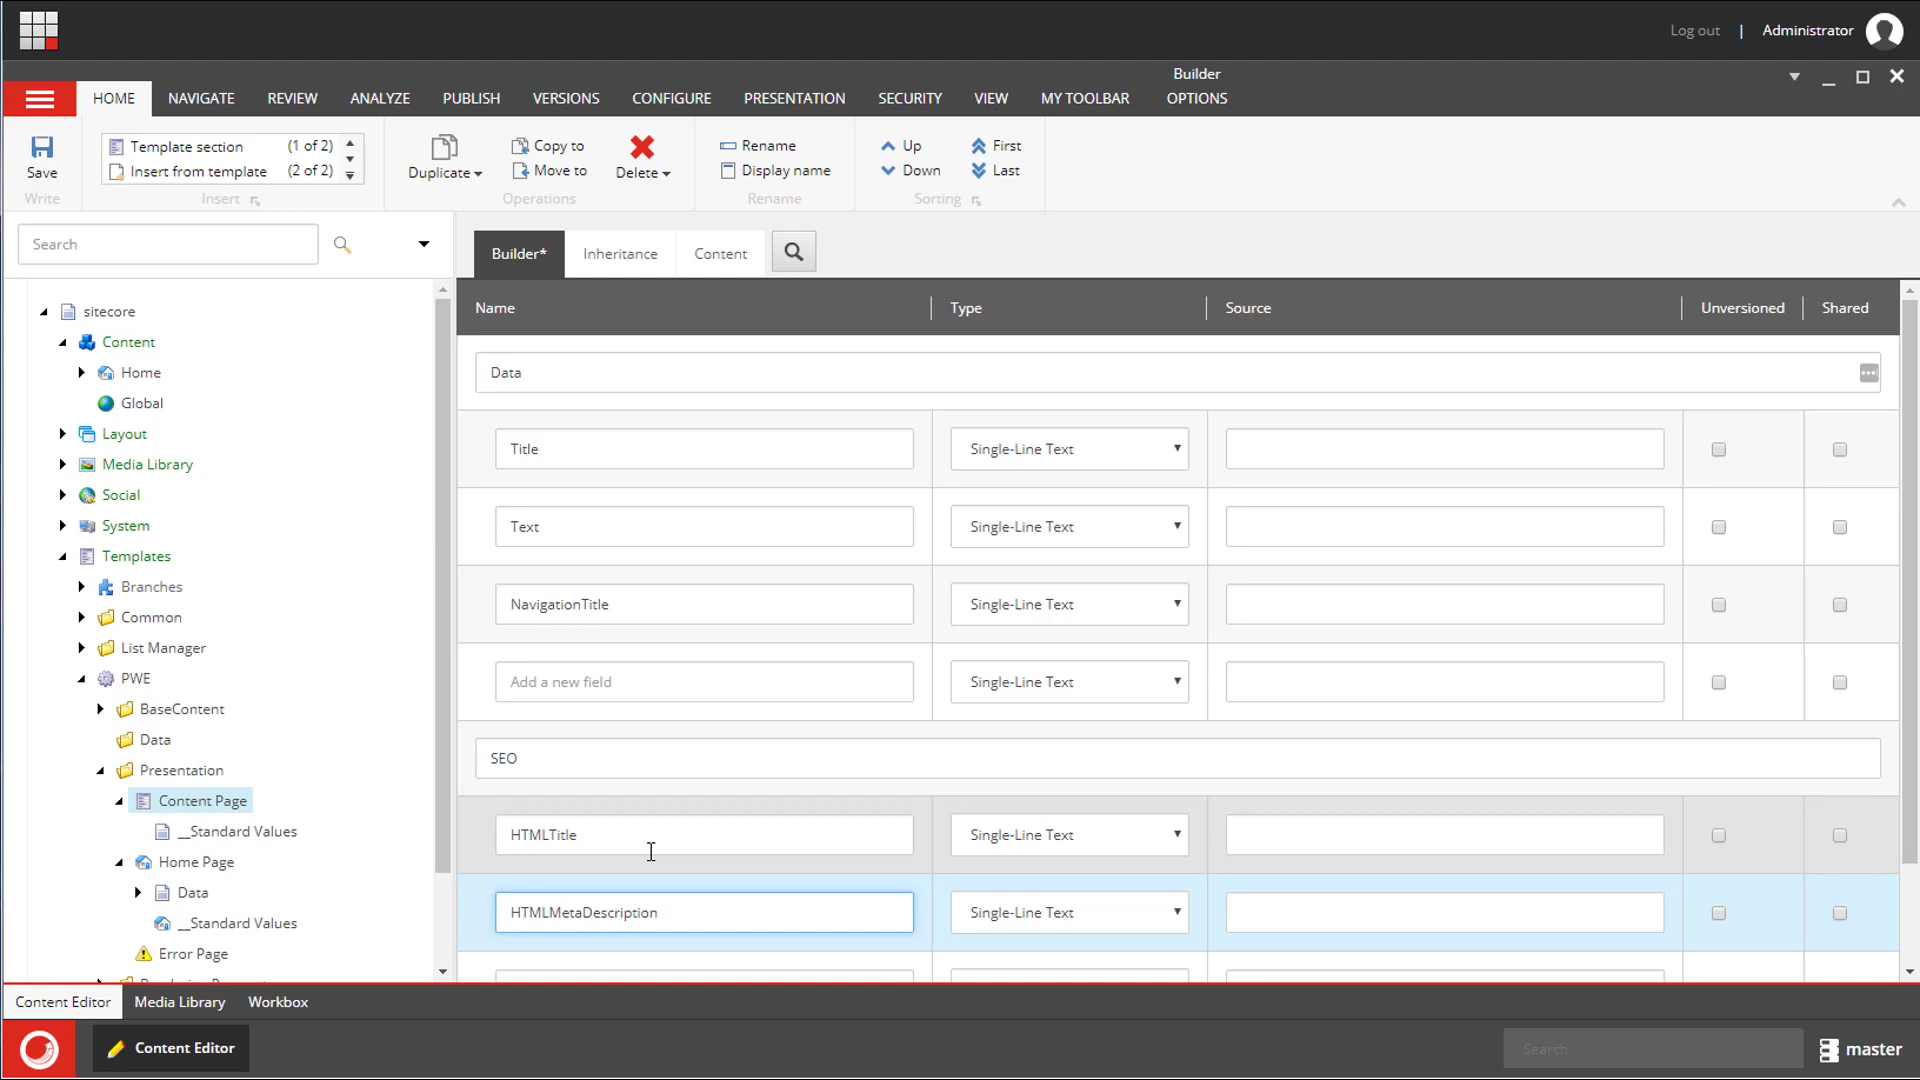 Log out | Administrator
Builder
HOME NAVIGATE REVIEW ANALYZE PUBLISH VERSIONS CONFIGURE PRESENTATION SECURITY VIEW MY TOOLBAR OPTIONS
Save
Write
Template section (1 of 2)
Insert from template (2 of 2)
Insert
Duplicate
Copy to
Move to
Delete
Operations
Rename
Display name
Rename
Up
Down
First
Last
Sorting
Search
Builder* Inheritance Content
sitecore
Content
Home
Global
Layout
Media Library
Social
System
Templates
Branches
Common
List Manager
PWE
BaseContent
Data
Presentation
Content Page
__Standard Values
Home Page
Data
__Standard Values
Error Page
Name Type Source Unversioned Shared
Data
Title Single-Line Text
Text Single-Line Text
NavigationTitle Single-Line Text
Add a new field Single-Line Text
SEO
HTMLTitle Single-Line Text
HTMLMetaDescription Single-Line Text
Content Editor Media Library Workbox
Content Editor
Search
master